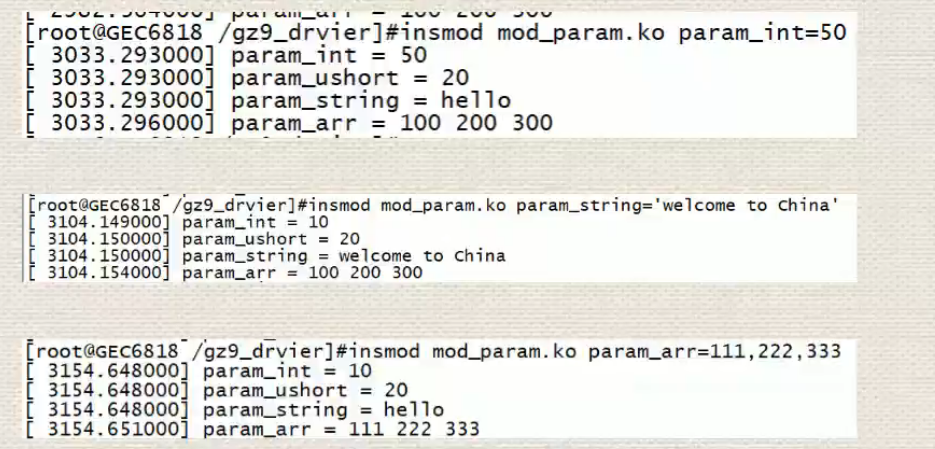 param_arr = 100 200 300
[root@GEC6818 /gz9_drvier]#insmod mod_param.ko param_int=50
[ 3033.293000] param_int = 50
[ 3033.293000] param_ushort = 20
[ 3033.293000] param_string = hello
[ 3033.296000] param_arr = 100 200 300
[root@GEC6818 /gz9_drvier]#insmod mod_param.ko param_string='welcome to China'
[ 3104.149000] param_int = 10
[ 3104.150000] param_ushort = 20
[ 3104.150000] param_string = welcome to China
[ 3104.154000] param_arr = 100 200 300
[root@GEC6818 /gz9_drvier]#insmod mod_param.ko param_arr=111,222,333
[ 3154.648000] param_int = 10
[ 3154.648000] param_ushort = 20
[ 3154.648000] param_string = hello
[ 3154.651000] param_arr = 111 222 333